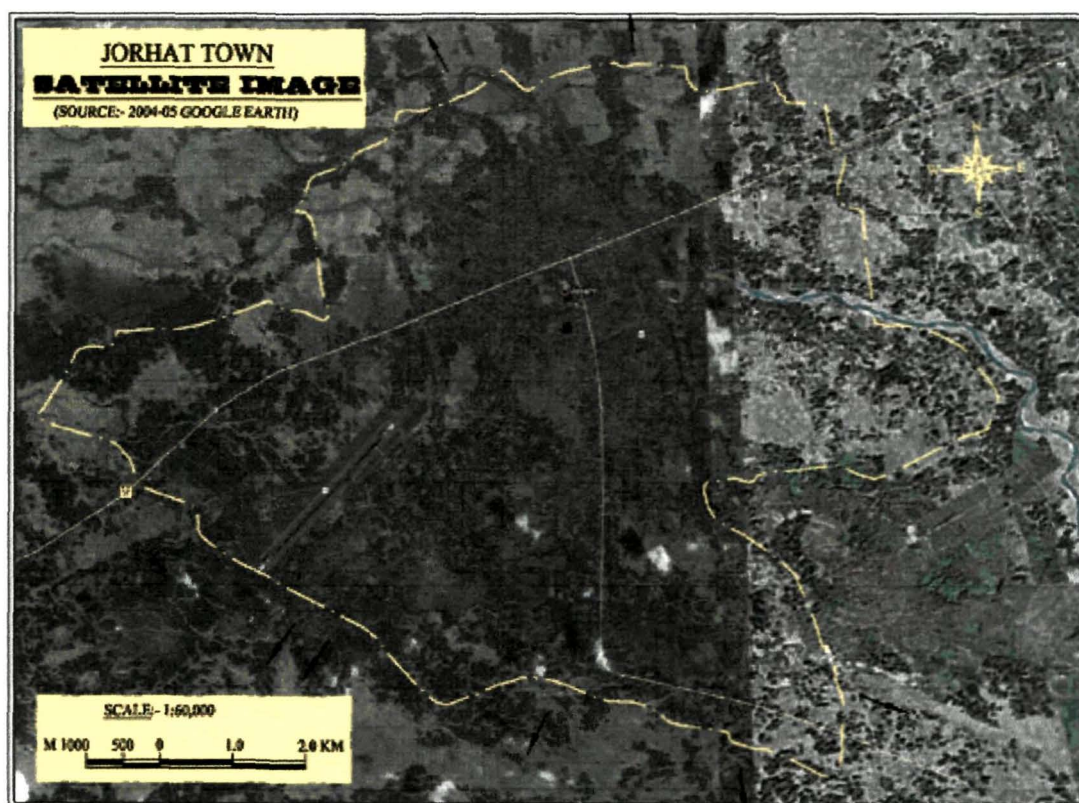 JORHAT TOWN
SATELLITE IMAGE
(SOURCE:- 2004-05 GOOGLE EARTH)
N
E
S
SCALE:- 1:60,000
M 1000 500 0 1.0 2.0 KM